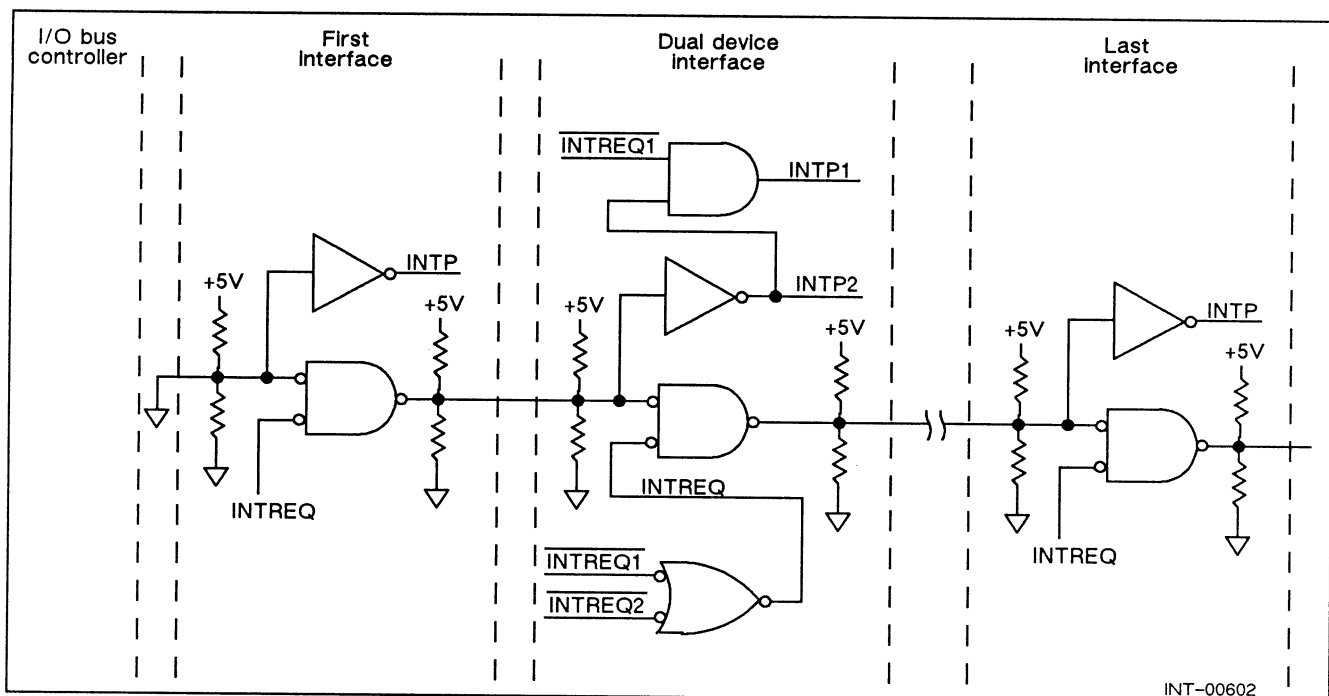 I/O bus
controller
First
interface
Dual device
interface
Last
interface
INTREQ1
INTP1
INTP
INTP2
+5V
+5V
+5V
+5V
+5V
INTP
+5V
INTREQ
INTREQ
INTREQ
INTREQ1
INTREQ2
INT-00602